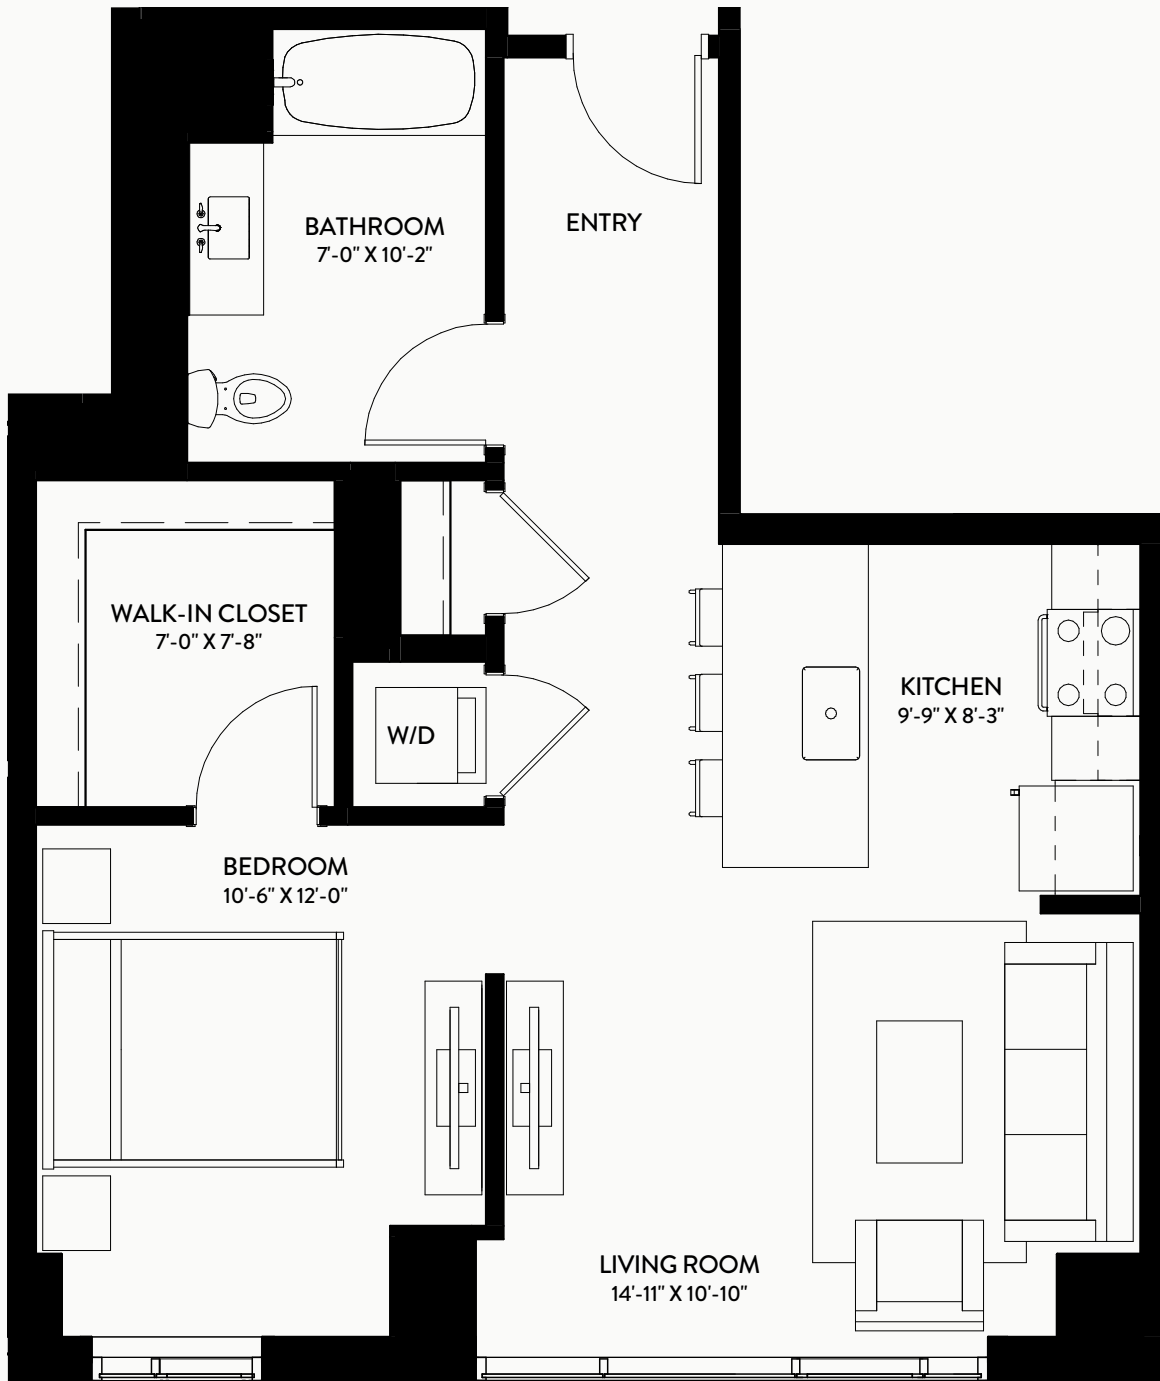 ENTRY
BATHROOM
7'-0" X 10'-2"
WALK-IN CLOSET
7'-0" X 7'-8"
KITCHEN
9'-9" X 8'-3"
W/D
BEDROOM
10'-6" X 12'-0"
LIVING ROOM
14'-11" X 10'-10"